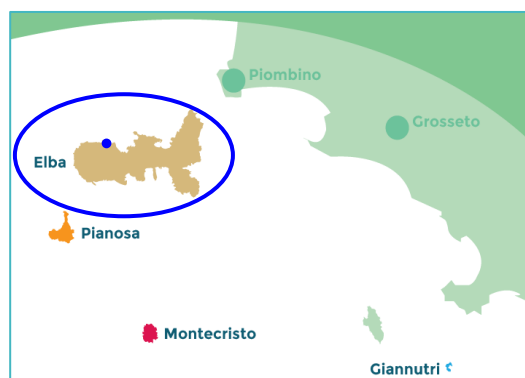 Piombino
Grosseto
Elba
Pianosa
Montecristo
Giannutri